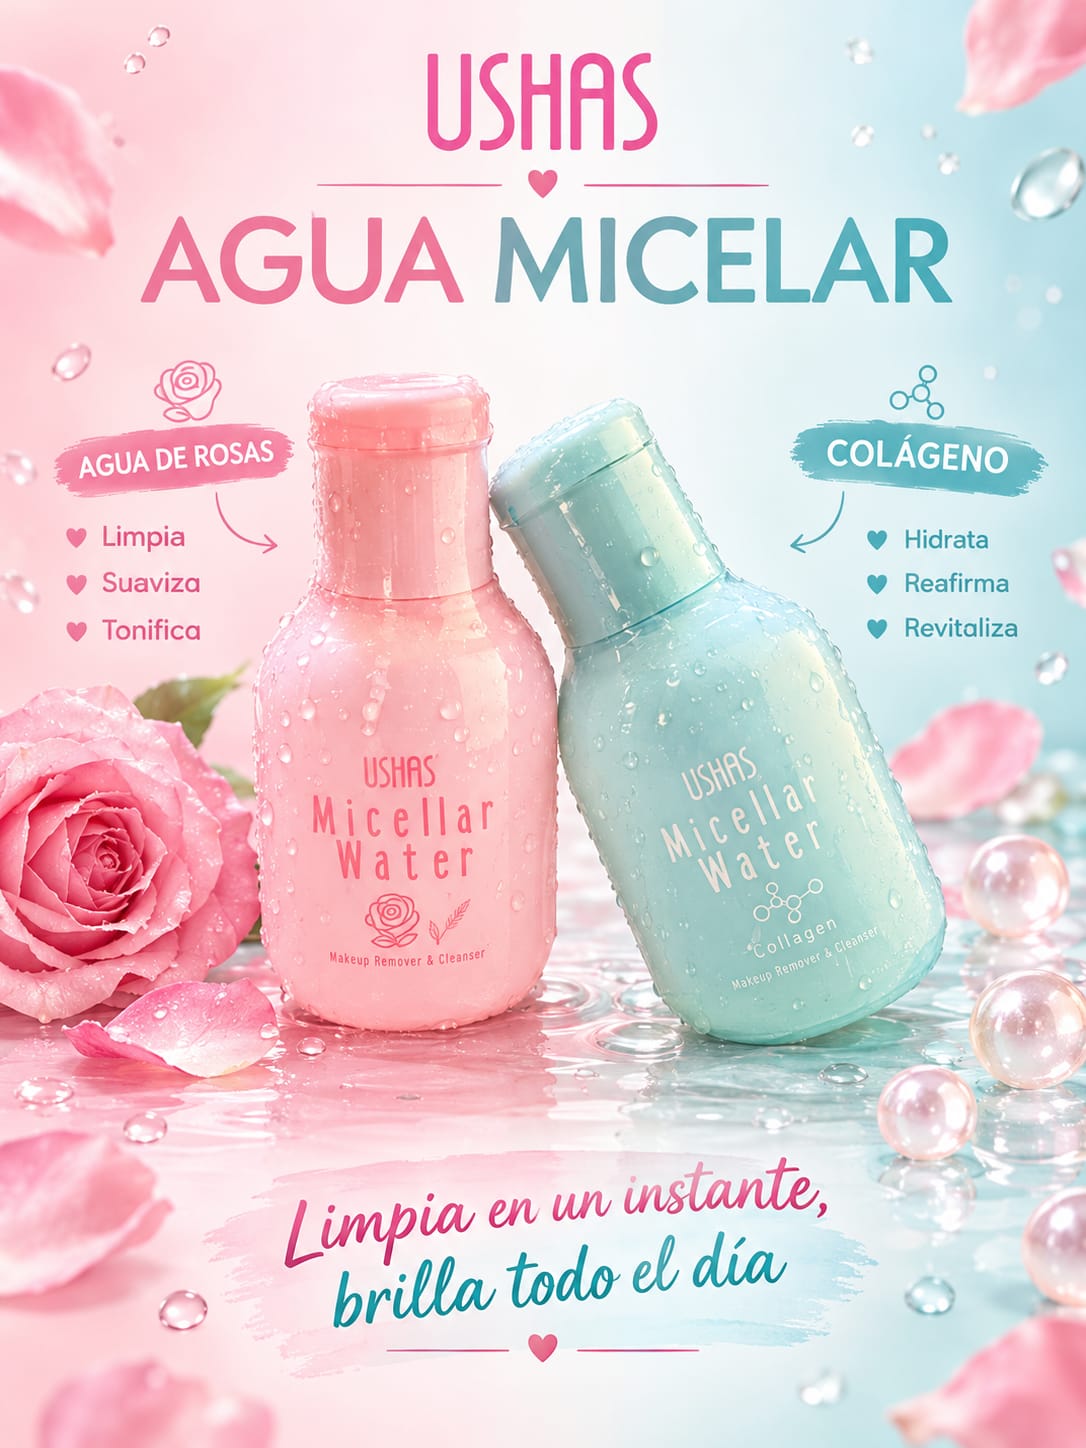 USHAS
AGUA MICELAR
AGUA DE ROSAS
Limpia
Suaviza
Tonifica
COLÁGENO
Hidrata
Reafirma
Revitaliza
USHAS
Micellar
Water
Makeup Remover & Cleanser
USHAS
Micellar
Water
Collagen
Makeup Remover & Cleanser
Limpia en un instante,
brilla todo el día